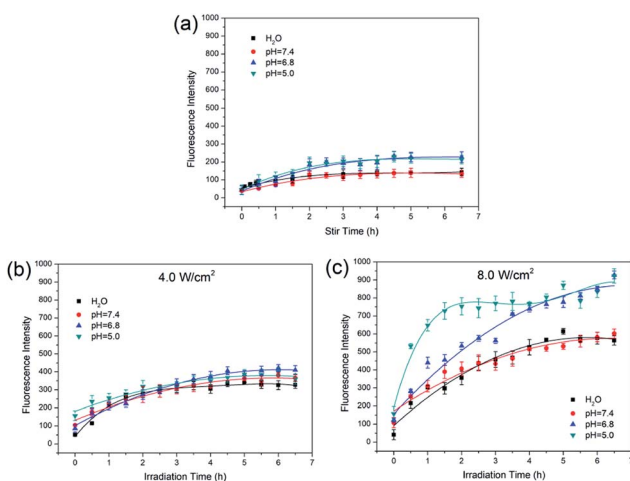 (a)
Fluorescence Intensity
1000
900
800
700
600
500
400
300
200
100
0
H₂O
pH=7.4
pH=6.8
pH=5.0
0 1 2 3 4 5 6 7
Stir Time (h)
(b)
4.0 W/cm²
Fluorescence Intensity
1000
900
800
700
600
500
400
300
200
100
0
H₂O
pH=7.4
pH=6.8
pH=5.0
0 1 2 3 4 5 6 7
Irradiation Time (h)
(c)
8.0 W/cm²
Fluorescence Intensity
1000
900
800
700
600
500
400
300
200
100
0
H₂O
pH=7.4
pH=6.8
pH=5.0
0 1 2 3 4 5 6 7
Irradiation Time (h)